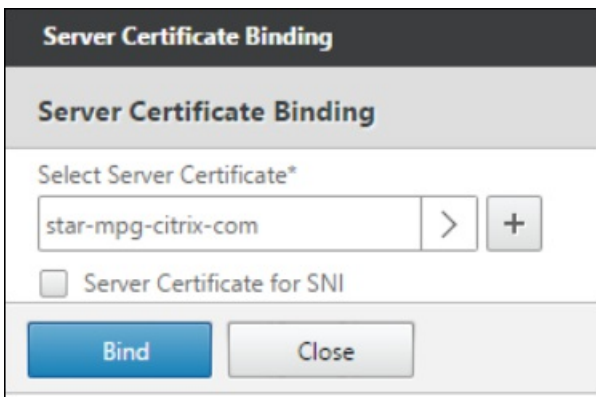 Server Certificate Binding
Server Certificate Binding
Select Server Certificate*
star-mpg-citrix-com
Server Certificate for SNI
Bind Close